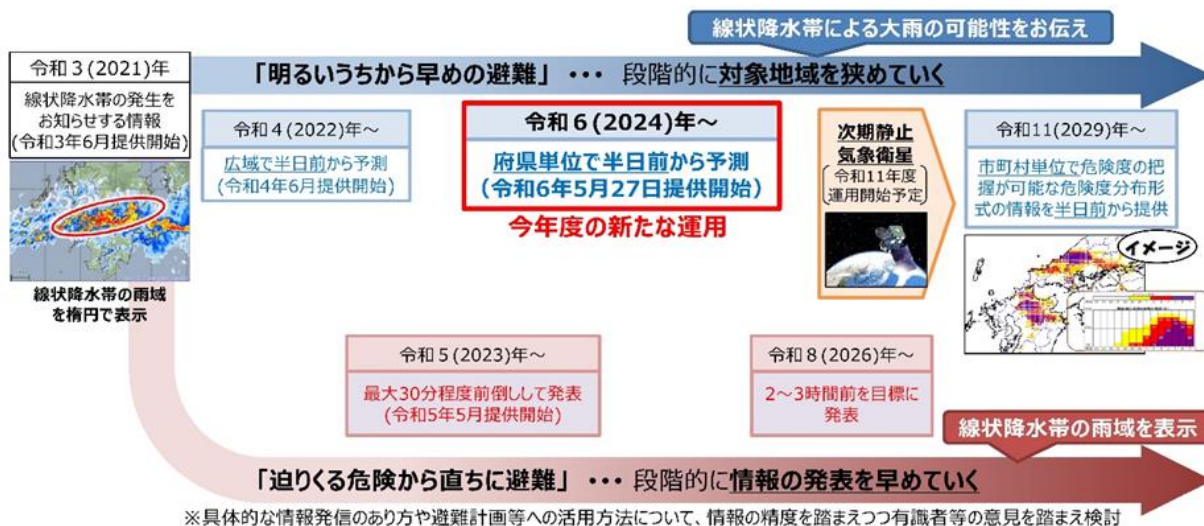 線状降水帯による大雨の可能性をお伝え
「明るいうちから早めの避難」・・・ 段階的に対象地域を狭めていく
令和3(2021)年
線状降水帯の発生を
お知らせする情報
(令和3年6月提供開始)
線状降水帯の雨域
を楕円で表示
令和4(2022)年～
広域で半日前から予測
(令和4年6月提供開始)
令和6(2024)年～
府県単位で半日前から予測
(令和6年5月27日提供開始)
今年度の新たな運用
次期静止
気象衛星
令和11年度
運用開始予定
令和11(2029)年～
市町村単位で危険度の把
握が可能な危険度分布形
式の情報を半日前から提供
イメージ
令和5(2023)年～
最大30分程度前倒しして発表
(令和5年5月提供開始)
令和8(2026)年～
2～3時間前を目標に
発表
線状降水帯の雨域を表示
「迫りくる危険から直ちに避難」・・・ 段階的に情報の発表を早めていく
※具体的な情報発信のあり方や避難計画等への活用方法について、情報の精度を踏まえつつ有識者等の意見を踏まえ検討